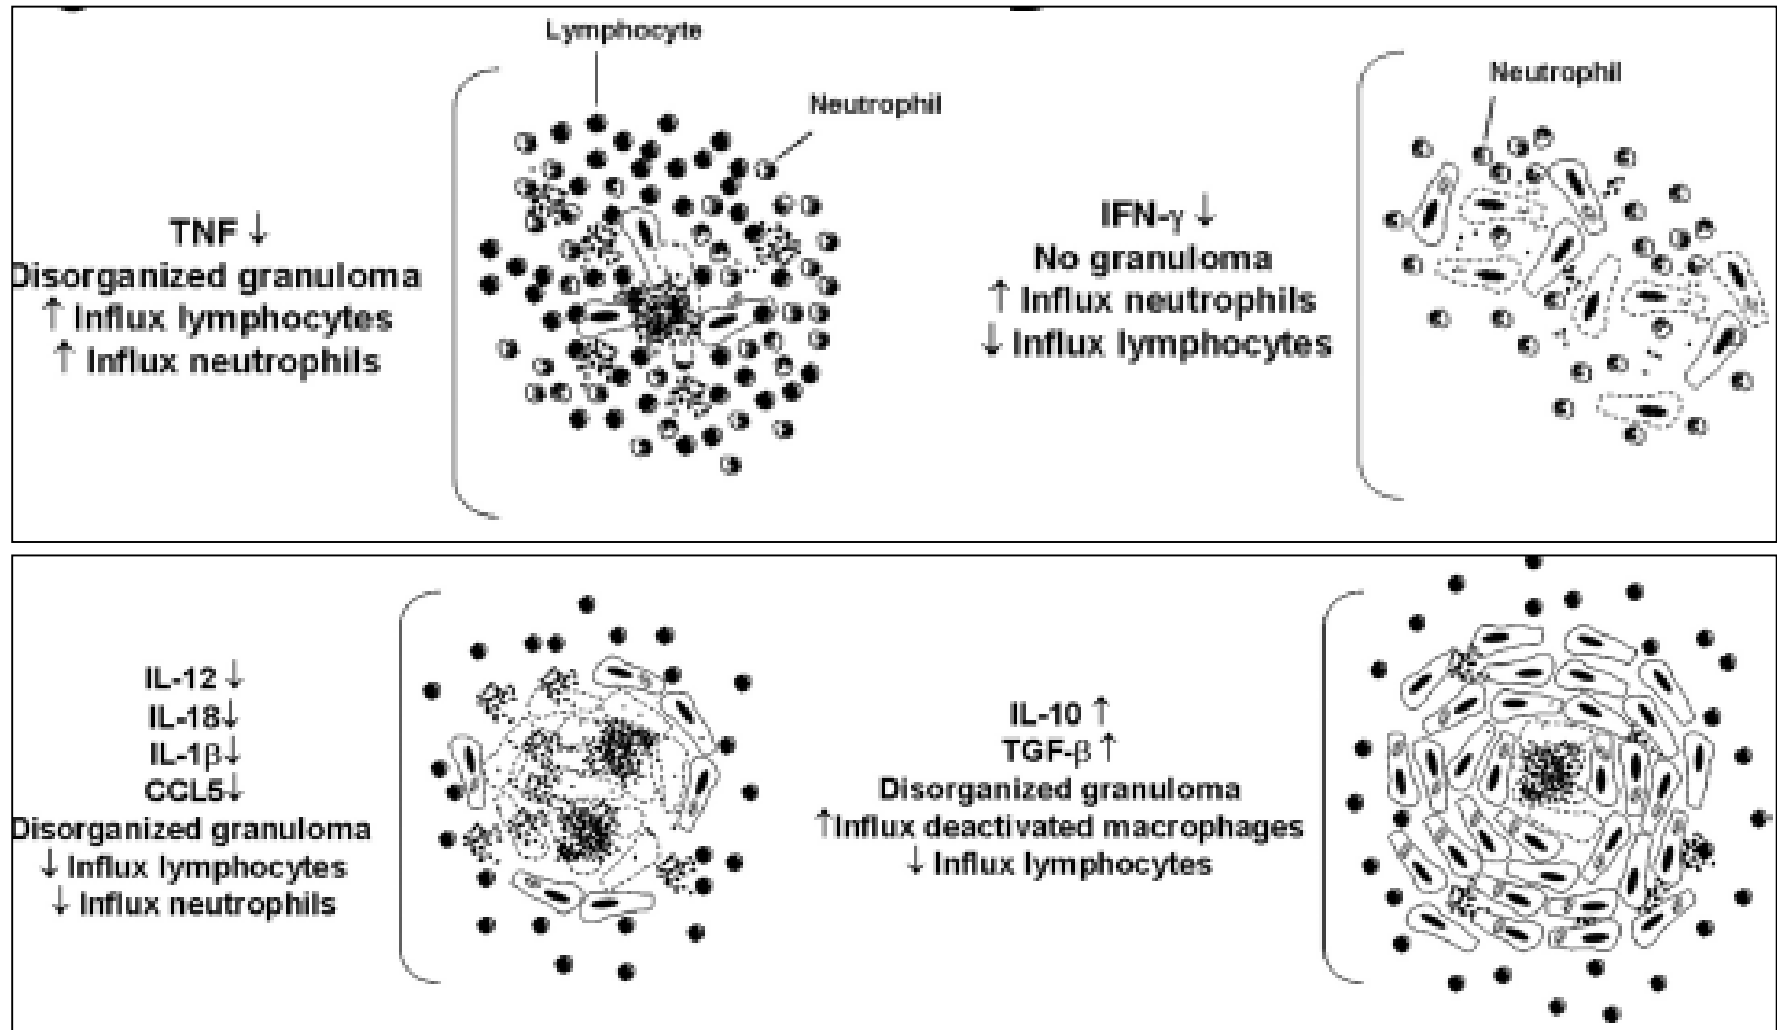 Lymphocyte
Neutrophil
TNF ↓
Disorganized granuloma
↑ Influx lymphocytes
↑ Influx neutrophils
Neutrophil
IFN-γ ↓
No granuloma
↑ Influx neutrophils
↓ Influx lymphocytes
IL-12 ↓
IL-18↓
IL-1β↓
CCL5↓
Disorganized granuloma
↓ Influx lymphocytes
↓ Influx neutrophils
IL-10 ↑
TGF-β ↑
Disorganized granuloma
↑Influx deactivated macrophages
↓ Influx lymphocytes